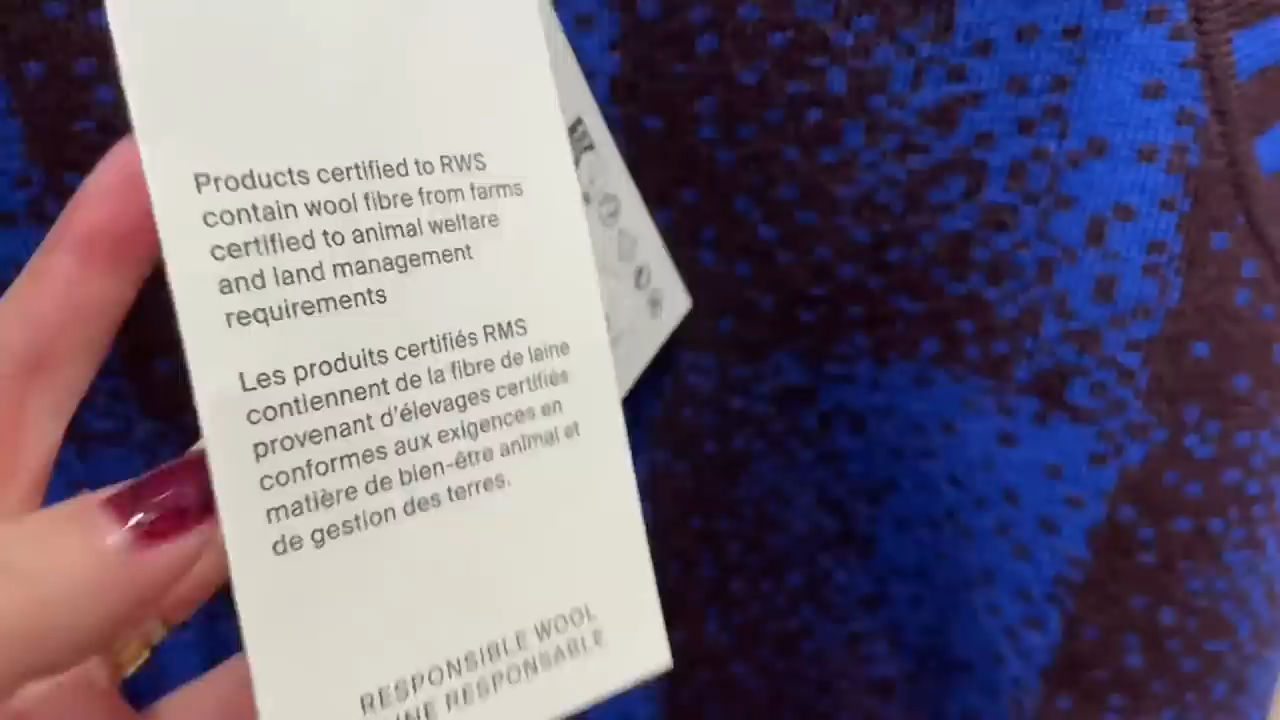 Products certified to RWS
contain wool fibre from farms
certified to animal welfare
and land management
requirements
Les produits certifiés RMS
contiennent de la fibre de laine
provenant d'élevages certifiés
conformes aux exigences en
matière de bien-être animal et
de gestion des terres.
RESPONSIBLE WOOL
RESPONSABLE